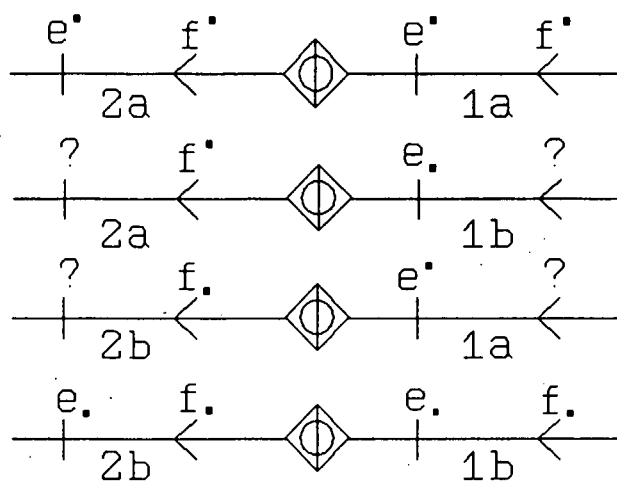 e▪ f▪ e▪ f▪
2a 1a
? f▪ e. ?
2a 1b
? f. e▪ ?
2b 1a
e. f. e. f.
2b 1b